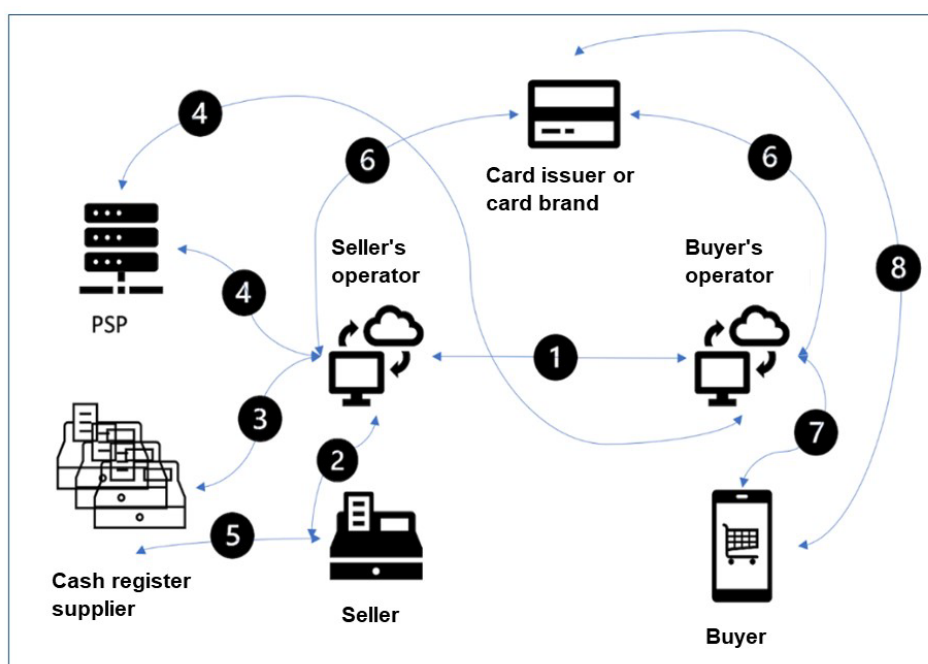 4
6
6
Card issuer or
card brand
Seller's
operator
Buyer's
operator
8
4
PSP
1
3
2
7
5
Cash register
supplier
Seller
Buyer